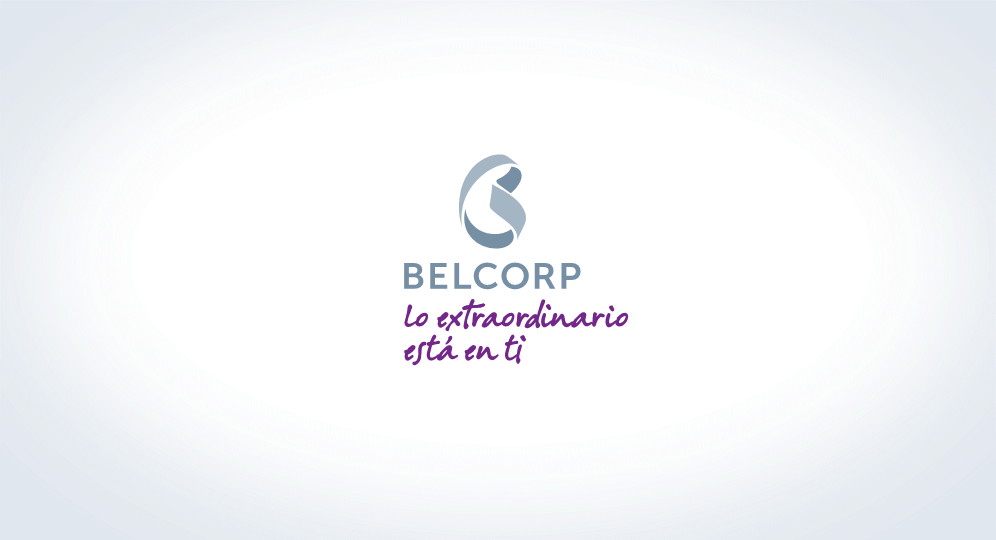 BELCORP
Lo extraordinario
está en ti